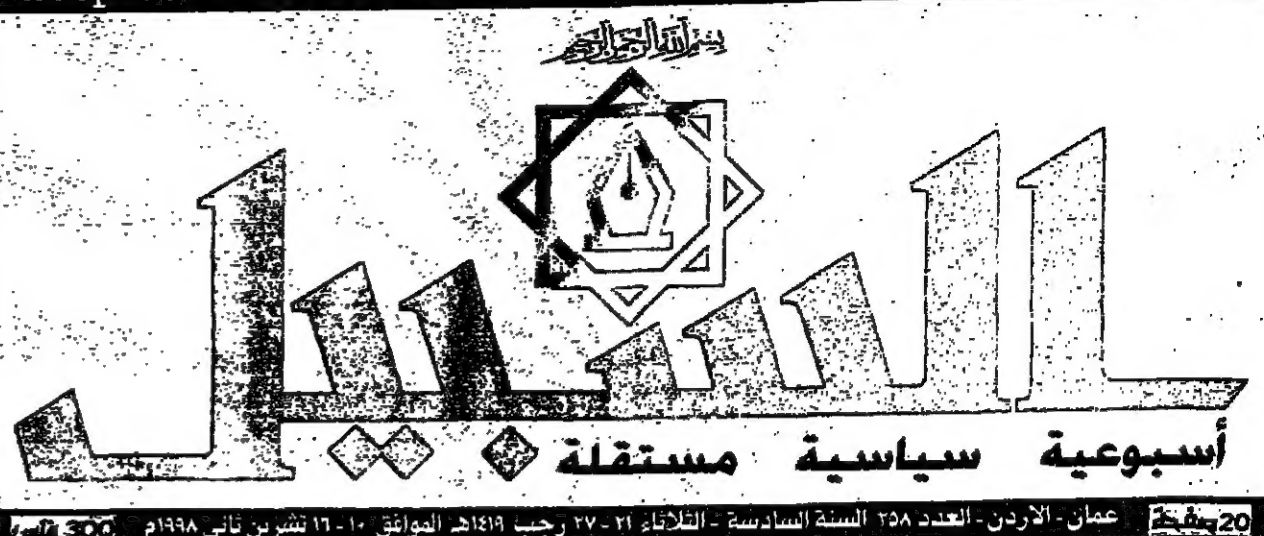 بسم الله الرحمن الرحيم
السبيل
أسبوعية سياسية مستقلة
20 صفحة عمان - الاردن - العدد ٢٥٨ السنة السادسة - الثلاثاء ٢١ - ٢٧ رجب ١٤١٩هـ الموافق ١٠ - ١٦ تشرين ثاني ١٩٩٨م 300 فلس